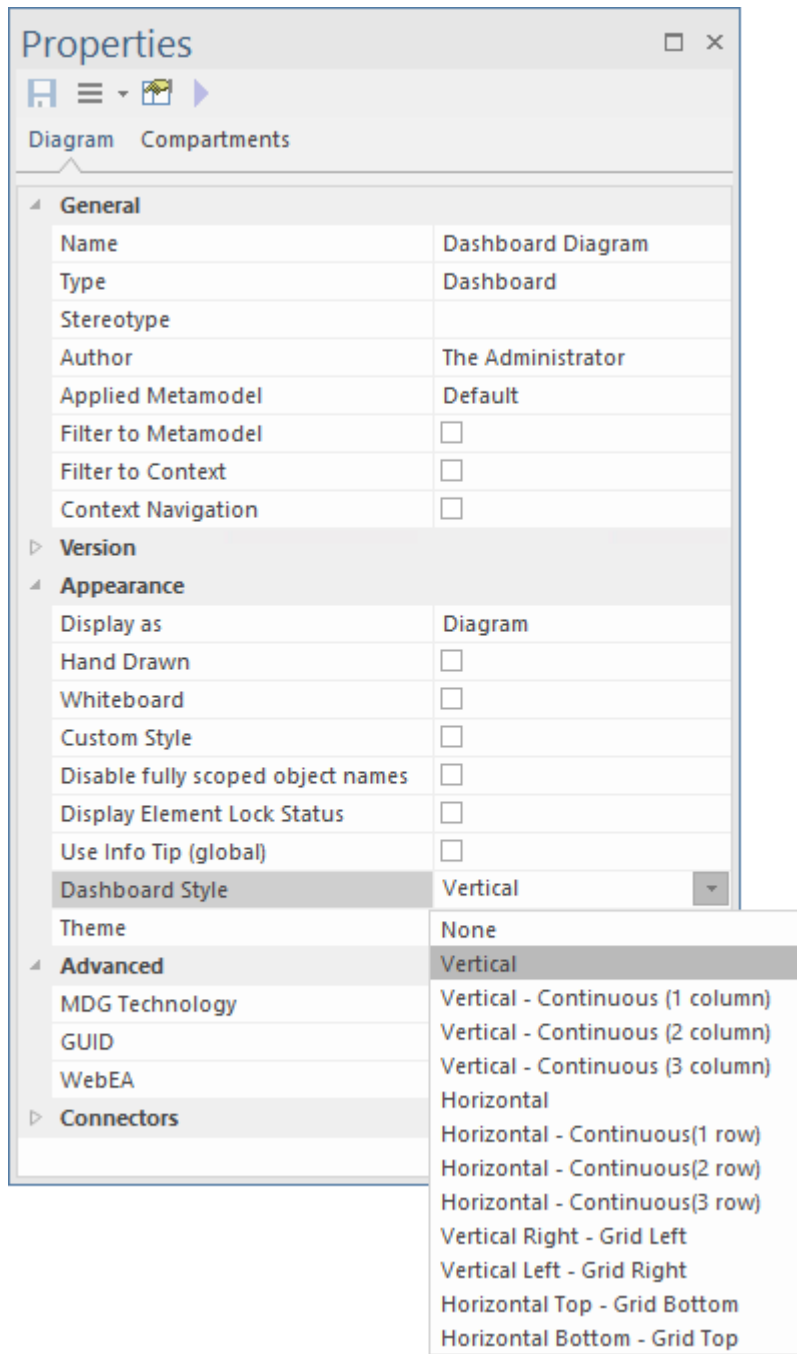 Properties
Diagram Compartments
General
Name Dashboard Diagram
Type Dashboard
Stereotype
Author The Administrator
Applied Metamodel Default
Filter to Metamodel
Filter to Context
Context Navigation
Version
Appearance
Display as Diagram
Hand Drawn
Whiteboard
Custom Style
Disable fully scoped object names
Display Element Lock Status
Use Info Tip (global)
Dashboard Style Vertical
Theme
Advanced
MDG Technology
GUID
WebEA
Connectors
None
Vertical
Vertical - Continuous (1 column)
Vertical - Continuous (2 column)
Vertical - Continuous (3 column)
Horizontal
Horizontal - Continuous(1 row)
Horizontal - Continuous(2 row)
Horizontal - Continuous(3 row)
Vertical Right - Grid Left
Vertical Left - Grid Right
Horizontal Top - Grid Bottom
Horizontal Bottom - Grid Top